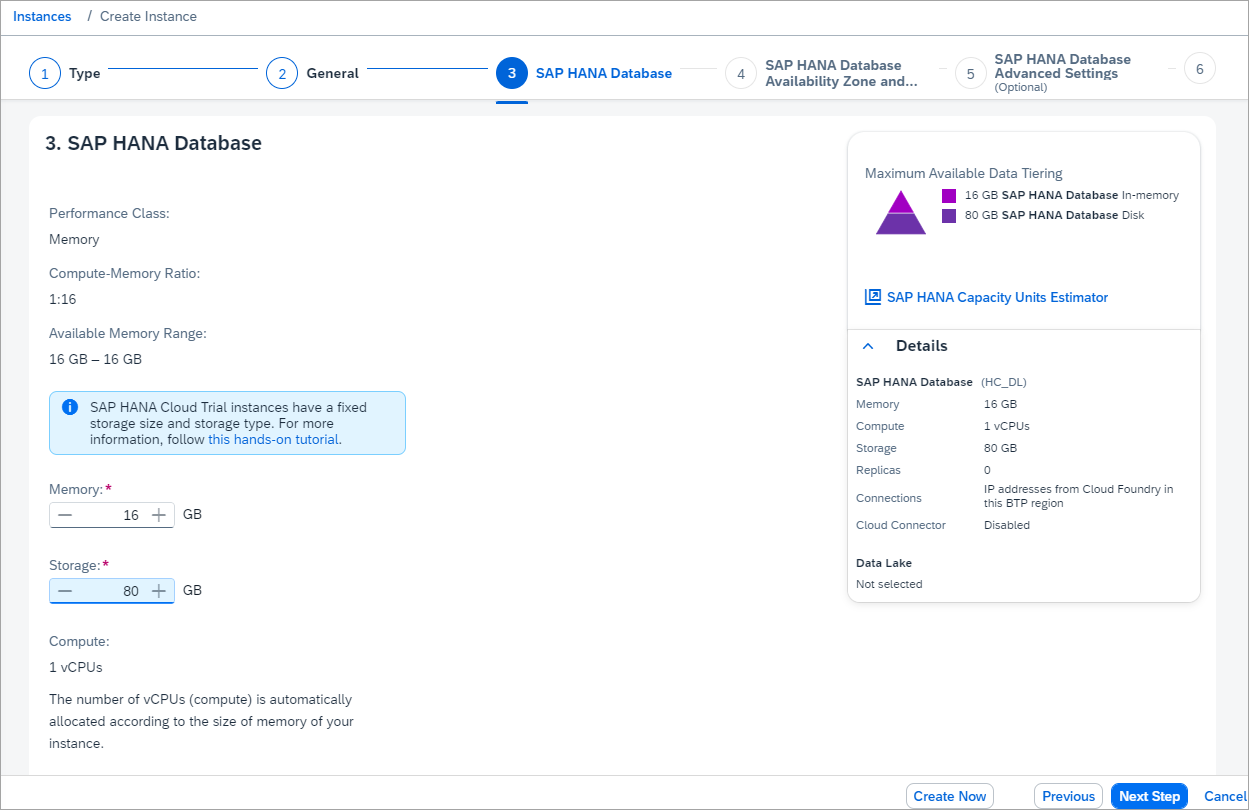 Instances / Create Instance
1 Type
2 General
3 SAP HANA Database
4 SAP HANA Database
Availability Zone and...
5 SAP HANA Database
Advanced Settings
(Optional)
6
3. SAP HANA Database
Performance Class:
Memory
Compute-Memory Ratio:
1:16
Available Memory Range:
16 GB – 16 GB
SAP HANA Cloud Trial instances have a fixed
storage size and storage type. For more
information, follow this hands-on tutorial.
Memory:*
16 GB
Storage:*
80 GB
Compute:
1 vCPUs
The number of vCPUs (compute) is automatically
allocated according to the size of memory of your
instance.
Maximum Available Data Tiering
16 GB SAP HANA Database In-memory
80 GB SAP HANA Database Disk
SAP HANA Capacity Units Estimator
Details
SAP HANA Database (HC_DL)
Memory 16 GB
Compute 1 vCPUs
Storage 80 GB
Replicas 0
Connections IP addresses from Cloud Foundry in
this BTP region
Cloud Connector Disabled
Data Lake
Not selected
Create Now Previous Next Step Cancel